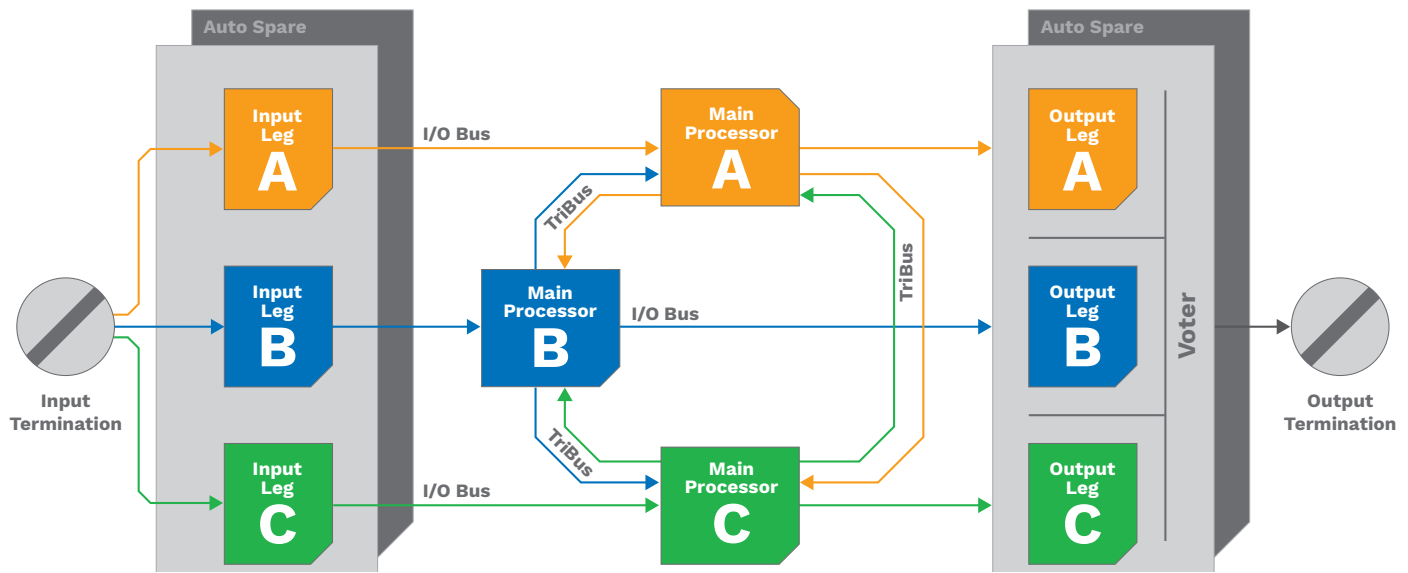 Auto Spare
Auto Spare
Input
Leg
A
I/O Bus
Main
Processor
A
Output
Leg
A
TriBus
TriBus
Input
Leg
B
Main
Processor
B
I/O Bus
Output
Leg
B
Voter
Input
Termination
Output
Termination
TriBus
Input
Leg
C
I/O Bus
Main
Processor
C
Output
Leg
C